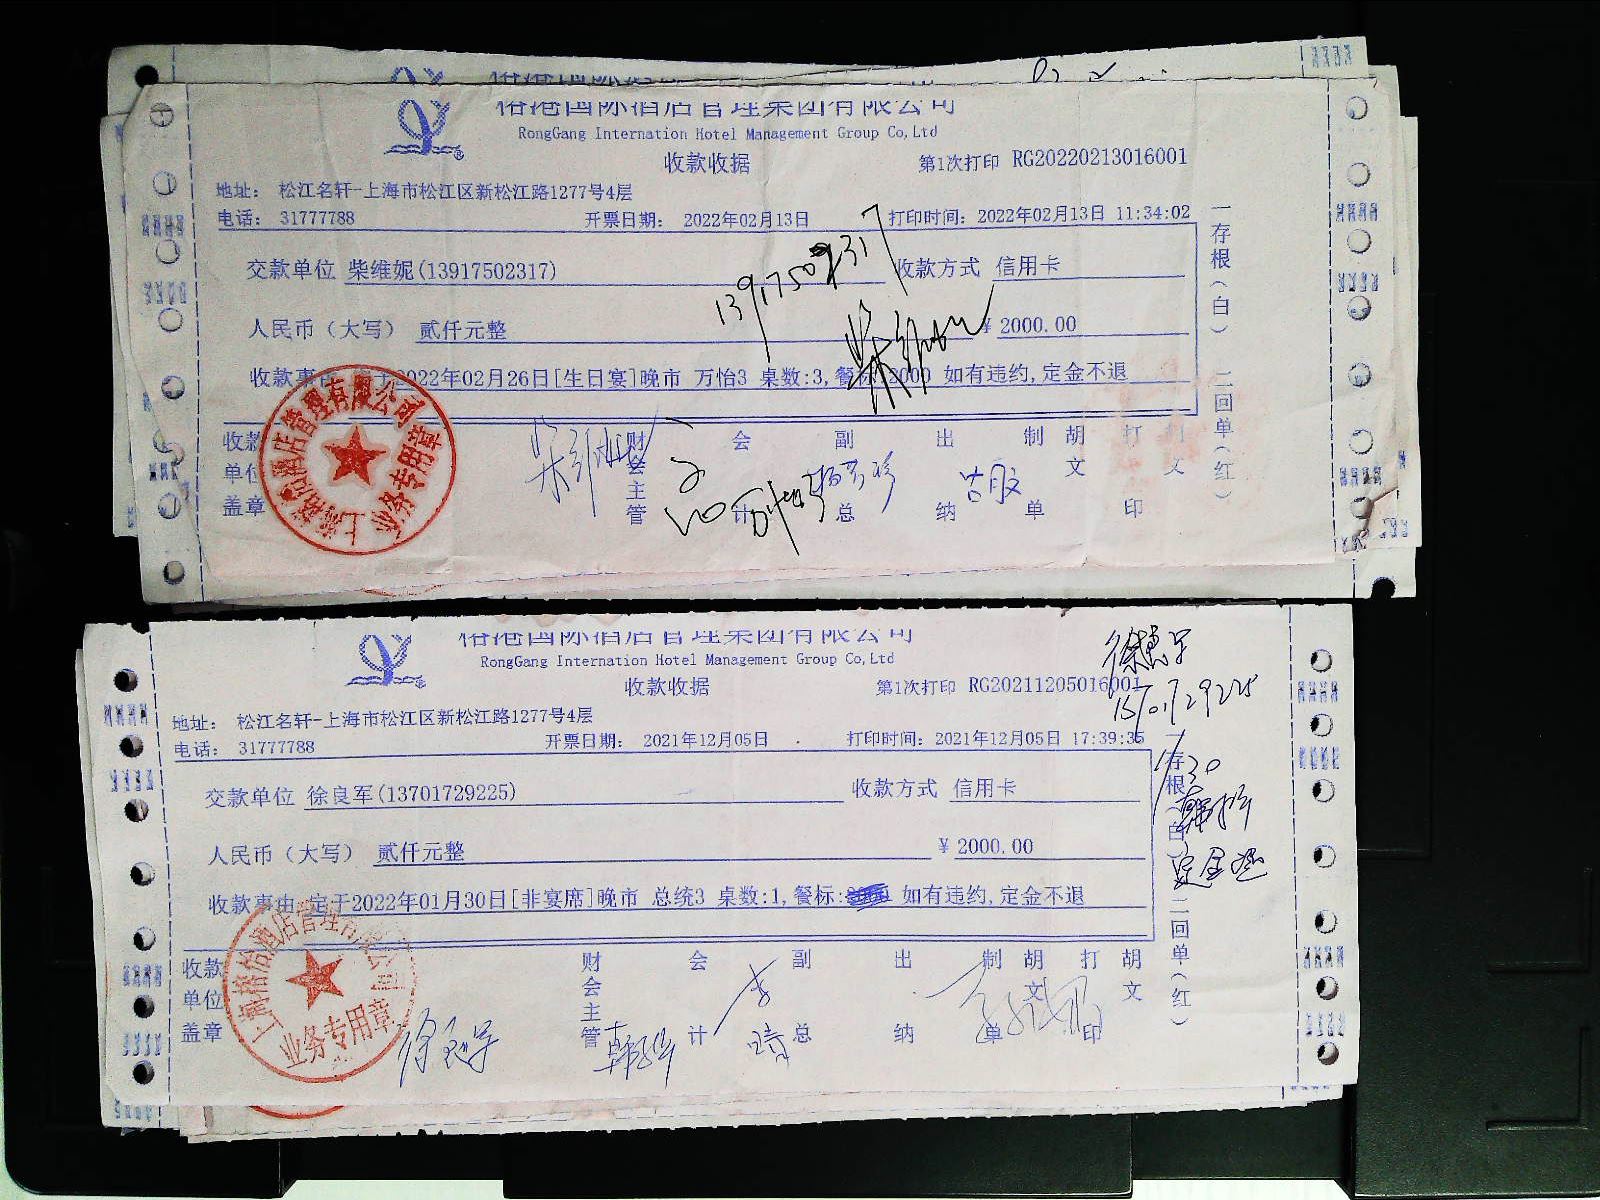 裕港国际酒店管理集团有限公司
RongGang Internation Hotel Management Group Co,Ltd
收款收据
第1次打印 RG20220213016001
地址： 松江名轩-上海市松江区新松江路1277号4层
电话： 31777788 开票日期： 2022年02月13日 打印时间：2022年02月13日 11:34:02
交款单位 柴维妮(13917502317) 收款方式 信用卡
13917502317
人民币（大写） 贰仟元整 ¥ 2000.00
2022年02月26日[生日宴]晚市 万怡3 桌数:3,餐标:2000 如有违约,定金不退
收款单位盖章 财会主管 会计 副总 出纳 制单 胡文 打印
一存根（白） 二回单（红）
业务专用章
裕港国际酒店管理集团有限公司
RongGang Internation Hotel Management Group Co,Ltd
收款收据
第1次打印 RG20211205016001
地址： 松江名轩-上海市松江区新松江路1277号4层
电话： 31777788 开票日期： 2021年12月05日 打印时间：2021年12月05日 17:39:35
交款单位 徐良军(13701729225) 收款方式 信用卡
人民币（大写） 贰仟元整 ¥ 2000.00
收款事由 定于2022年01月30日[非宴席]晚市 总统3 桌数:1,餐标: 如有违约,定金不退
收款单位盖章 财会主管 会计 副总 出纳 制单 胡文 打印 胡文
一存根（白） 二回单（红）
业务专用章
徐良军